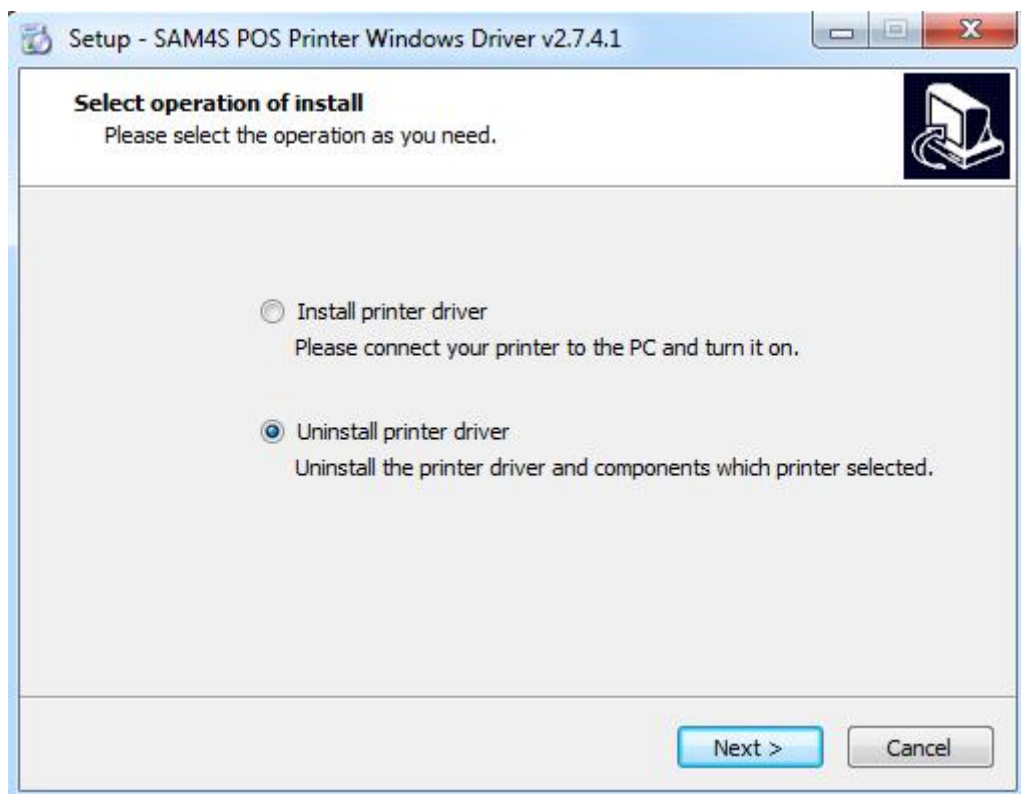 Setup - SAM4S POS Printer Windows Driver v2.7.4.1
Select operation of install
Please select the operation as you need.
Install printer driver
Please connect your printer to the PC and turn it on.
Uninstall printer driver
Uninstall the printer driver and components which printer selected.
Next >
Cancel